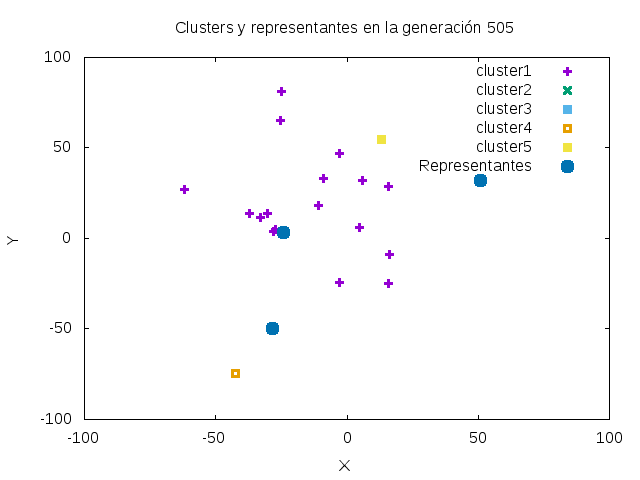 Clusters y representantes en la generación 505
100
50
0
-50
-100
-100
-50
0
50
100
Y
X
cluster1
cluster2
cluster3
cluster4
cluster5
Representantes